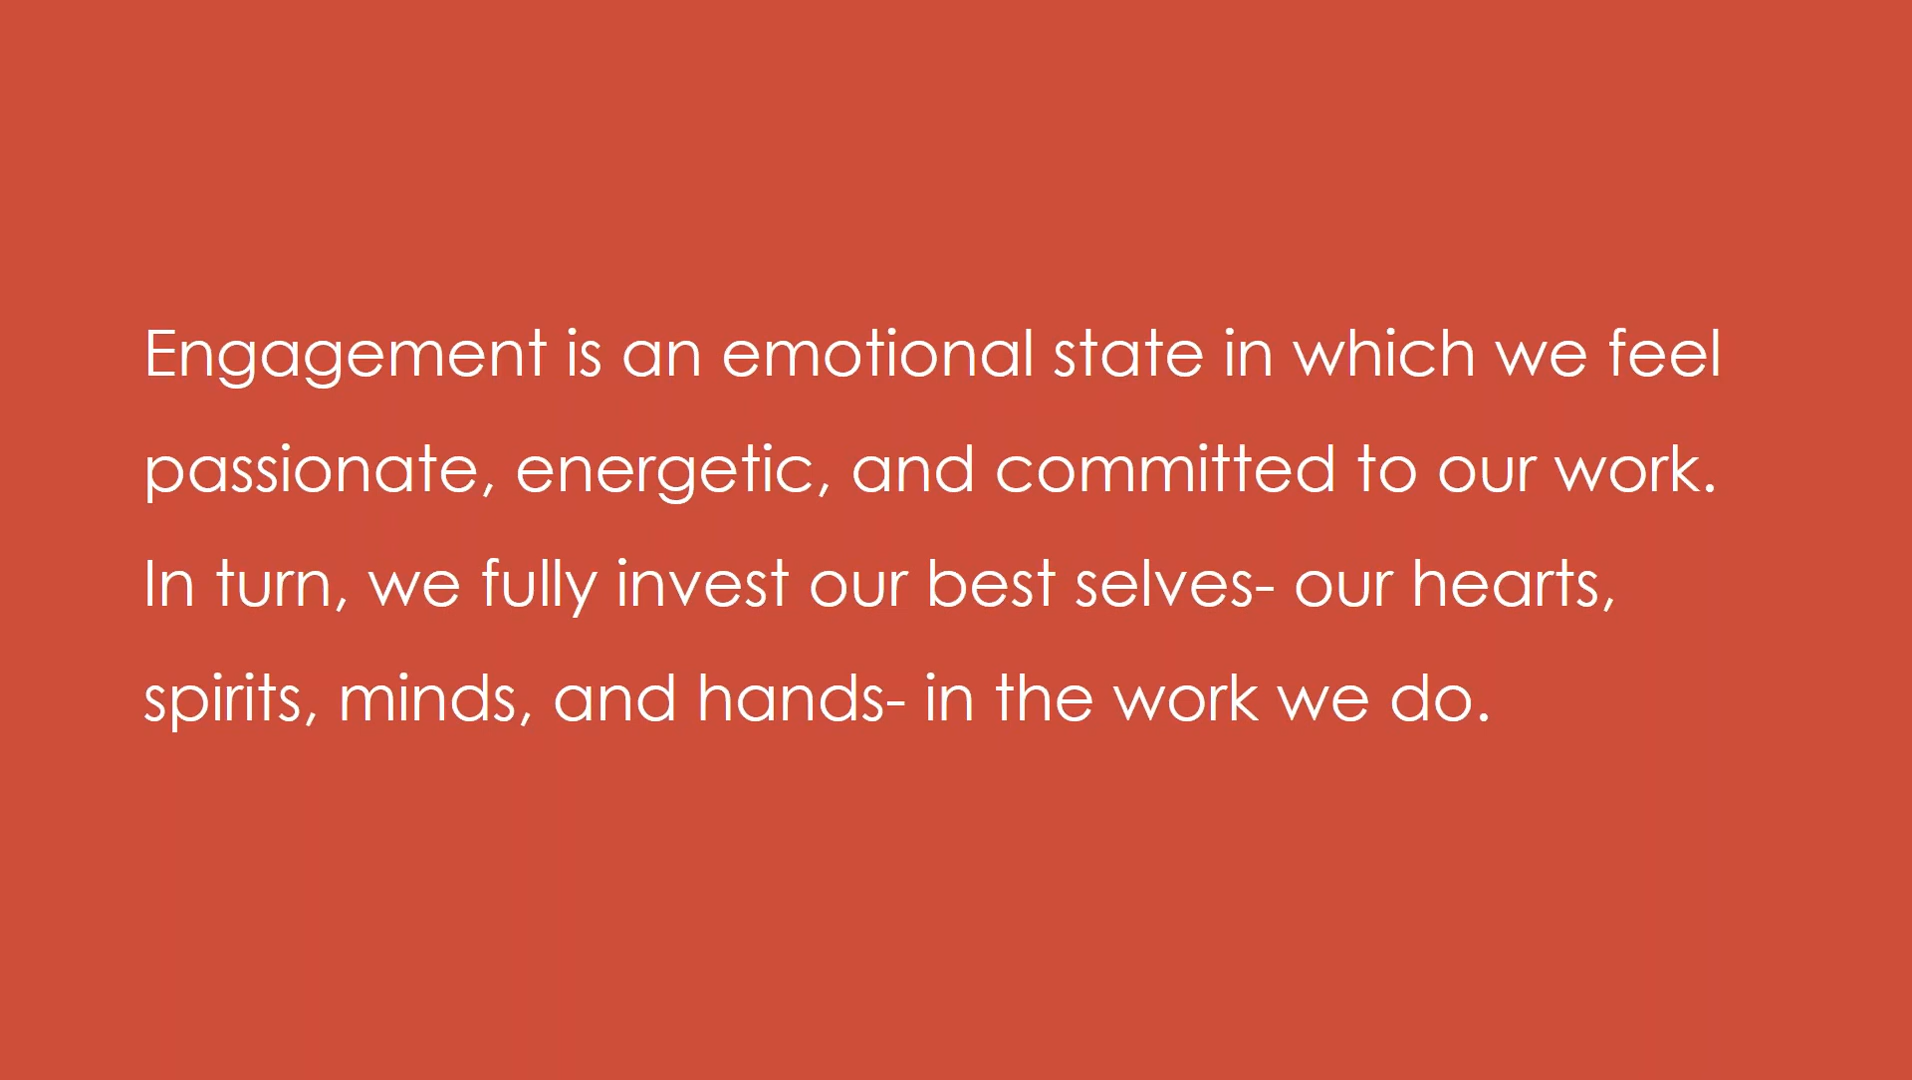 Engagement is an emotional state in which we feel
passionate, energetic, and committed to our work.
In turn, we fully invest our best selves- our hearts,
spirits, minds, and hands- in the work we do.